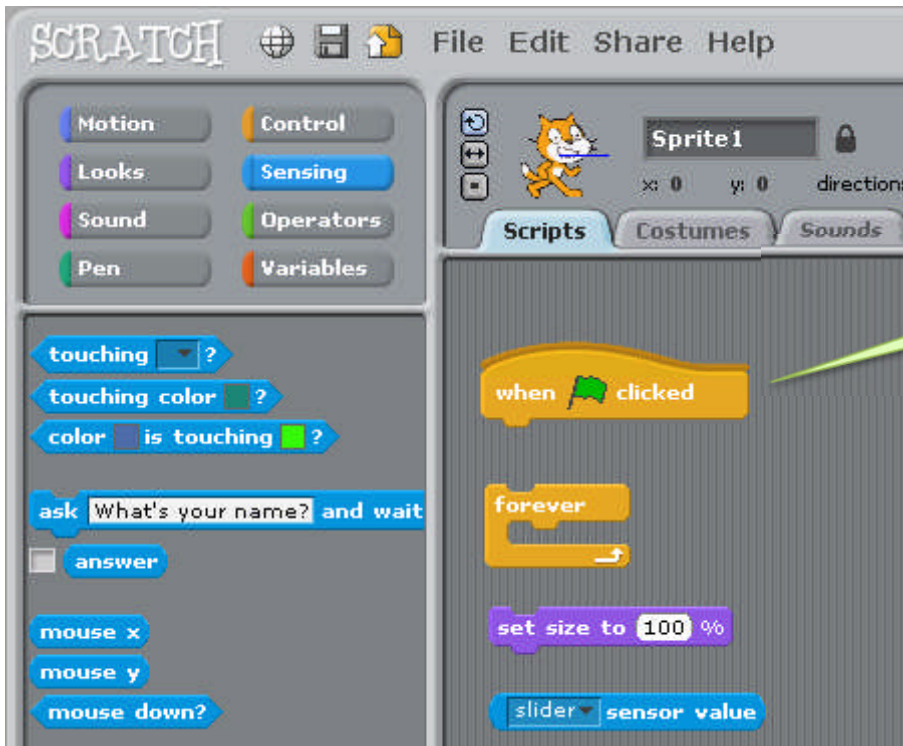 SCRATCH File Edit Share Help
Motion Control
Looks Sensing
Sound Operators
Pen Variables
Sprite1
x: 0 y: 0 direction:
Scripts Costumes Sounds
touching ?
touching color ?
color is touching ?
ask What's your name? and wait
answer
mouse x
mouse y
mouse down?
when clicked
forever
set size to 100 %
slider sensor value